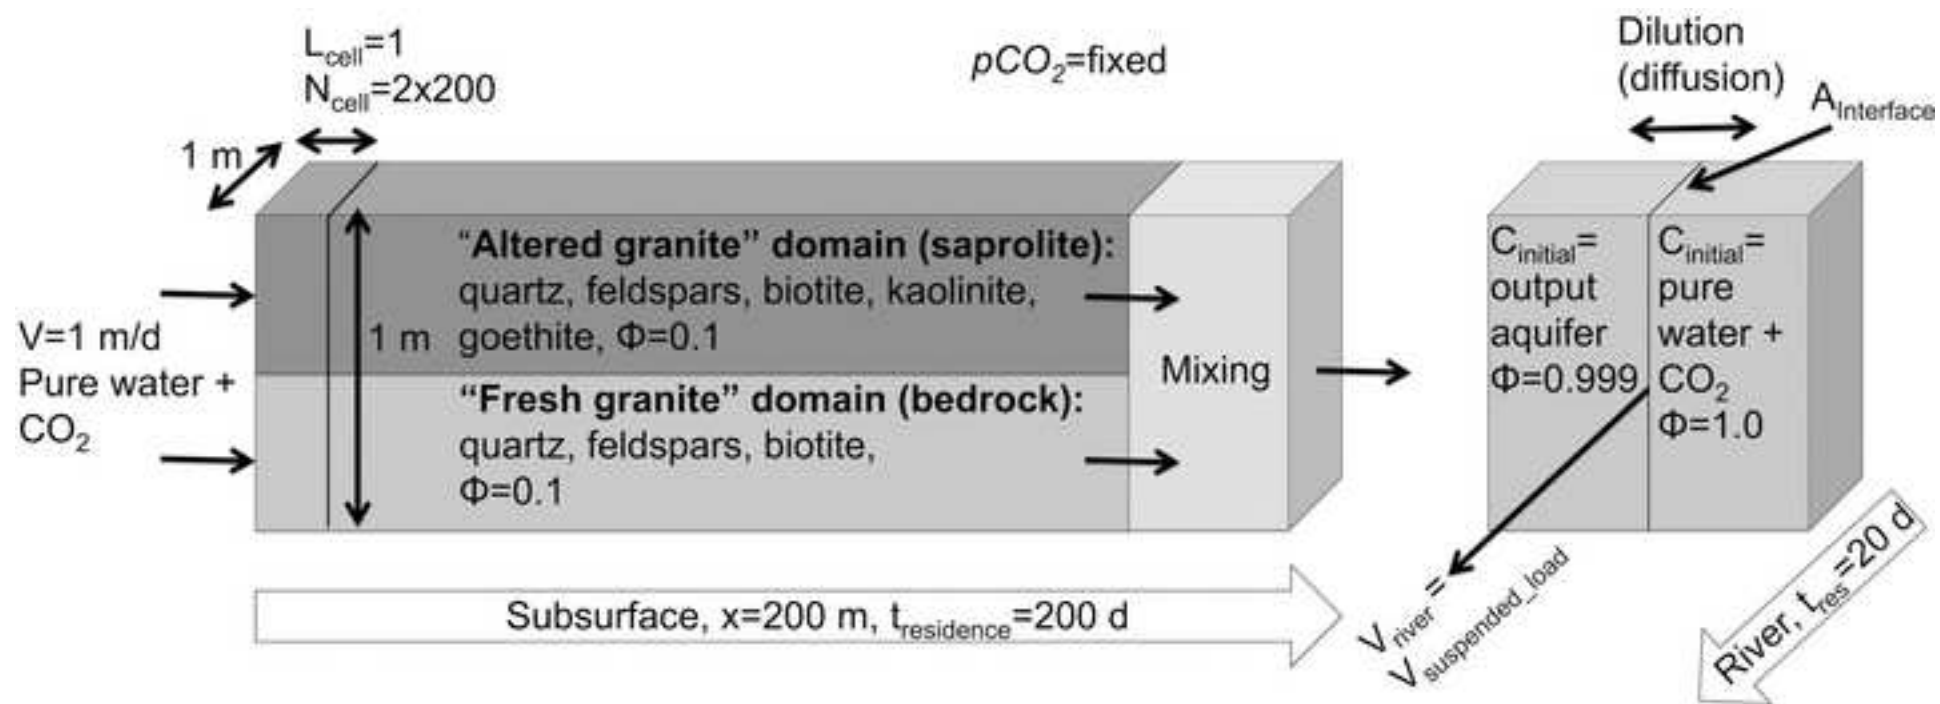 L_cell=1
N_cell=2x200
pCO₂=fixed
Dilution
(diffusion)
A_Interface
1 m
V=1 m/d
Pure water +
CO₂
1 m
“Altered granite” domain (saprolite):
quartz, feldspars, biotite, kaolinite,
goethite, Φ=0.1
“Fresh granite” domain (bedrock):
quartz, feldspars, biotite,
Φ=0.1
Mixing
C_initial=
output
aquifer
Φ=0.999
C_initial=
pure
water +
CO₂
Φ=1.0
Subsurface, x=200 m, t_residence=200 d
V_river =
V_suspended_load
River, t_res=20 d